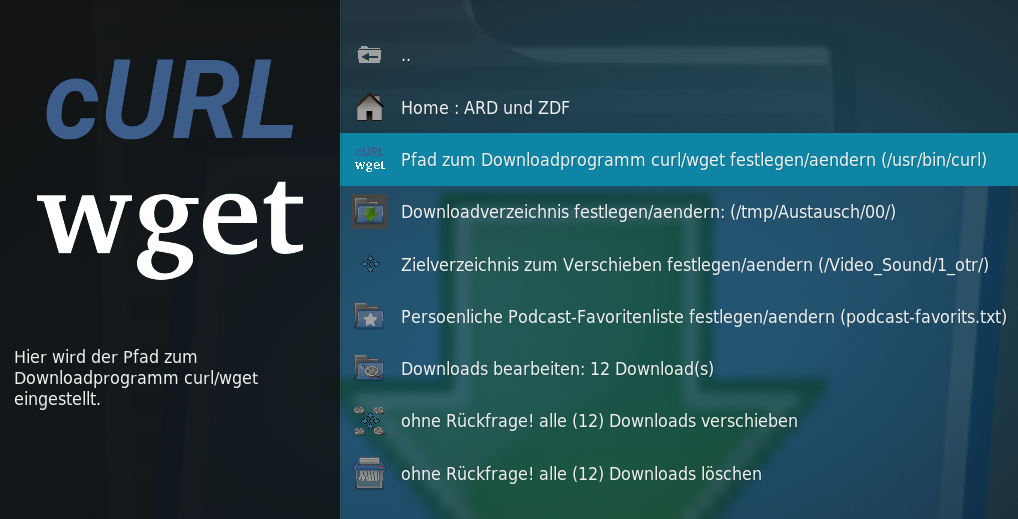 cURL
wget
Hier wird der Pfad zum
Downloadprogramm curl/wget
eingestellt.
..
Home : ARD und ZDF
cURL
wget
Pfad zum Downloadprogramm curl/wget festlegen/aendern (/usr/bin/curl)
Downloadverzeichnis festlegen/aendern: (/tmp/Austausch/00/)
Zielverzeichnis zum Verschieben festlegen/aendern (/Video_Sound/1_otr/)
Persoenliche Podcast-Favoritenliste festlegen/aendern (podcast-favorits.txt)
Downloads bearbeiten: 12 Download(s)
ohne Rückfrage! alle (12) Downloads verschieben
ohne Rückfrage! alle (12) Downloads löschen